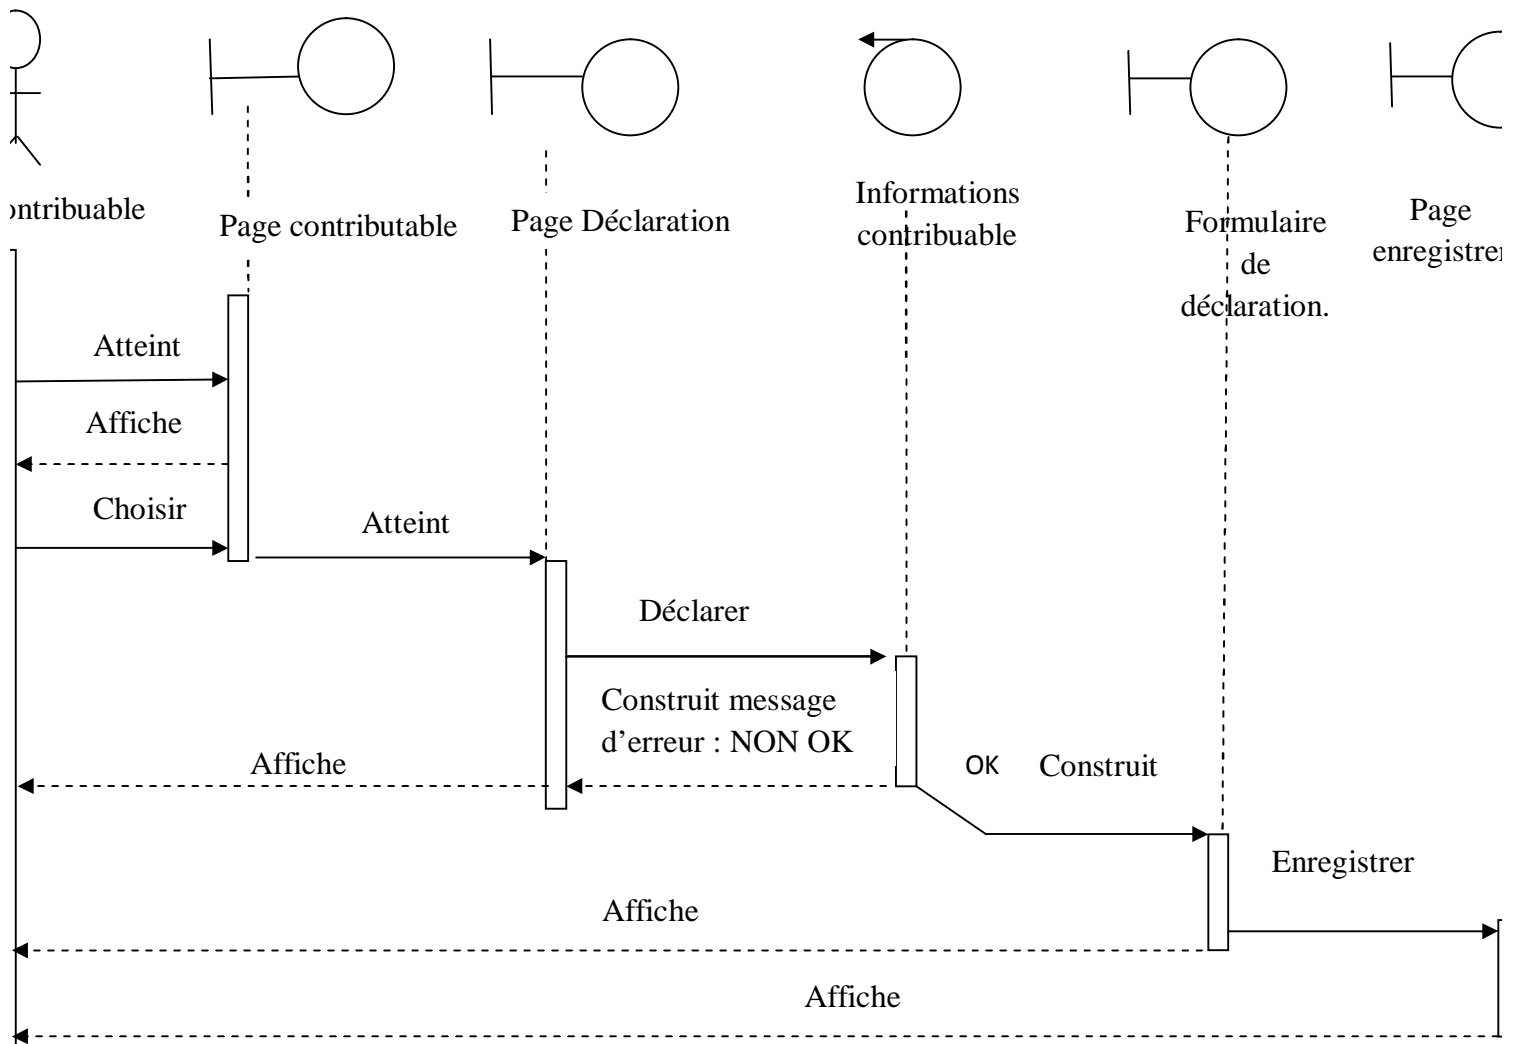 ontribuable
Page contributable
Page Déclaration
Informations
contribuable
Formulaire
de
déclaration.
Page
enregistrer
Atteint
Affiche
Choisir
Atteint
Déclarer
Construit message
d’erreur : NON OK
Affiche
OK Construit
Enregistrer
Affiche
Affiche